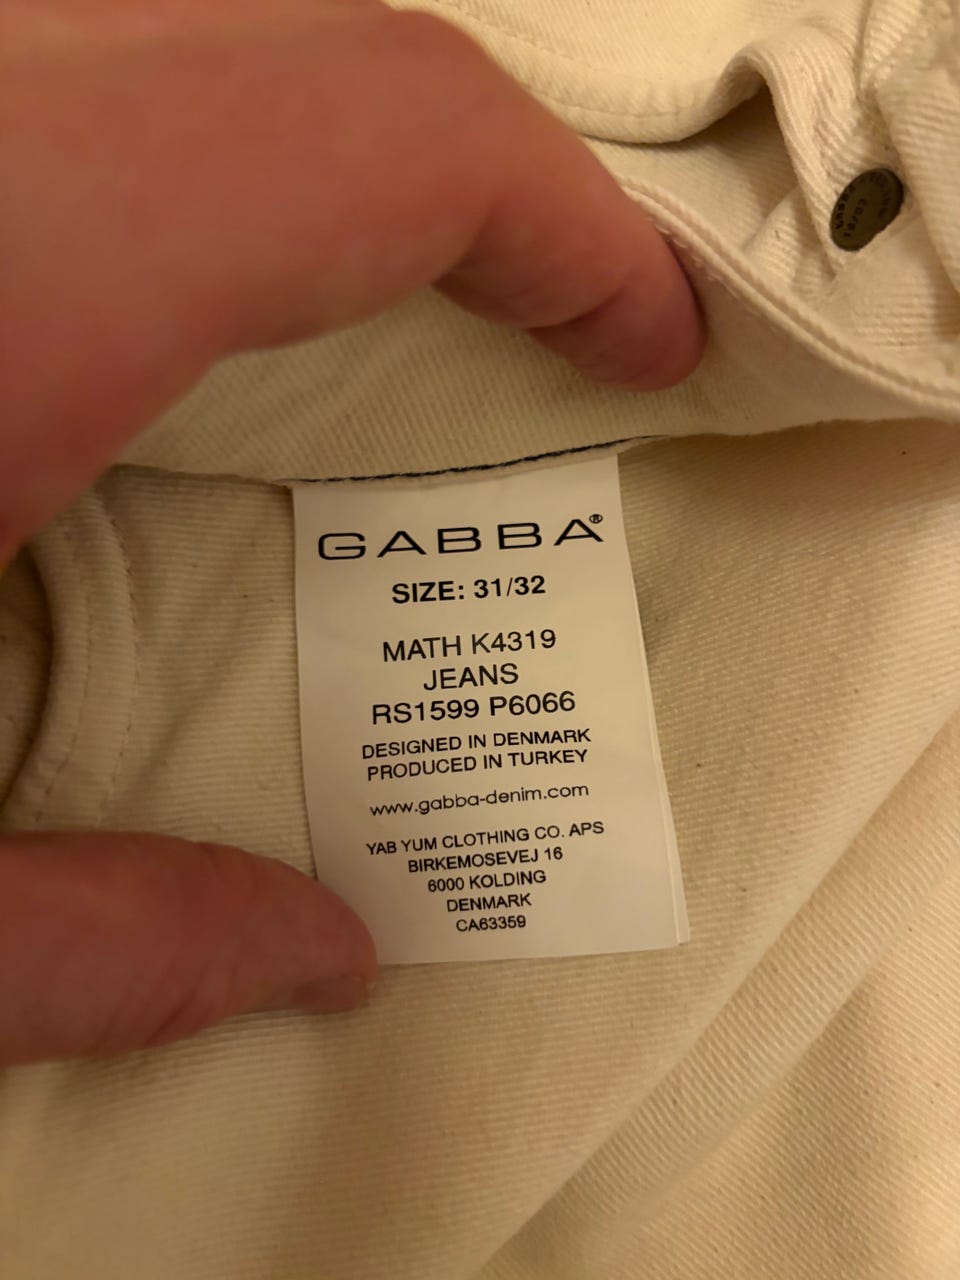 GABBA®
SIZE: 31/32
MATH K4319
JEANS
RS1599 P6066
DESIGNED IN DENMARK
PRODUCED IN TURKEY
www.gabba-denim.com
YAB YUM CLOTHING CO. APS
BIRKEMOSEVEJ 16
6000 KOLDING
DENMARK
CA63359